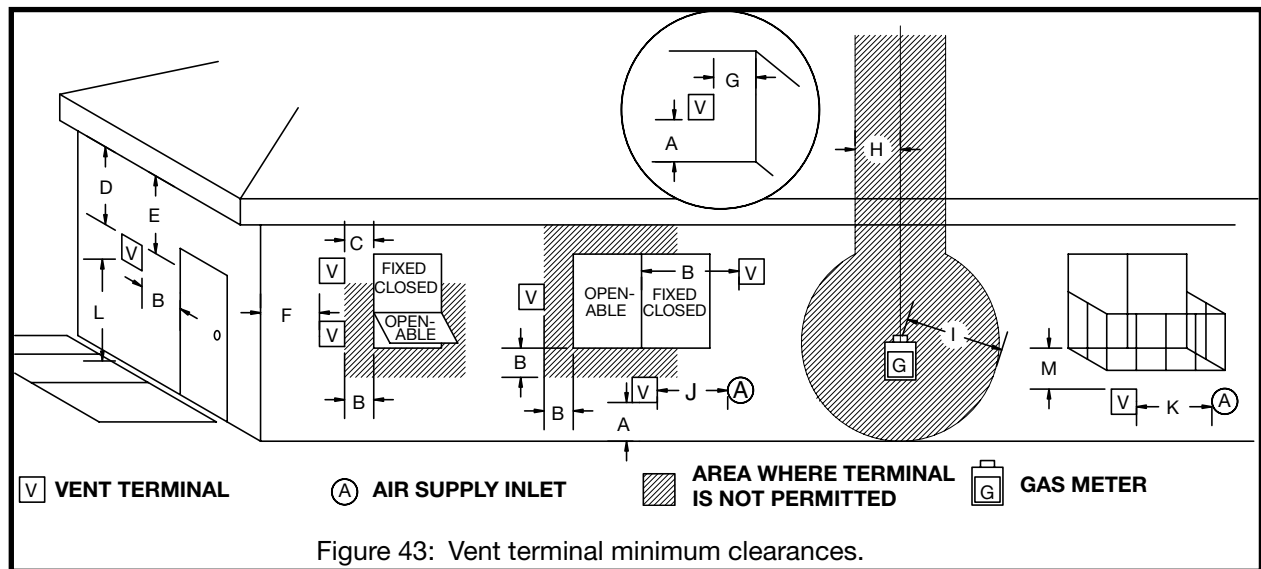 G
V
A
H
D
E
C
V
B
L
F
V
FIXED
CLOSED
OPEN-
ABLE
V
B
V
OPEN-
ABLE
FIXED
CLOSED
B
V
B
B
V
J
A
A
I
G
M
V
K
A
V VENT TERMINAL
A AIR SUPPLY INLET
AREA WHERE TERMINAL
IS NOT PERMITTED
G GAS METER
Figure 43: Vent terminal minimum clearances.